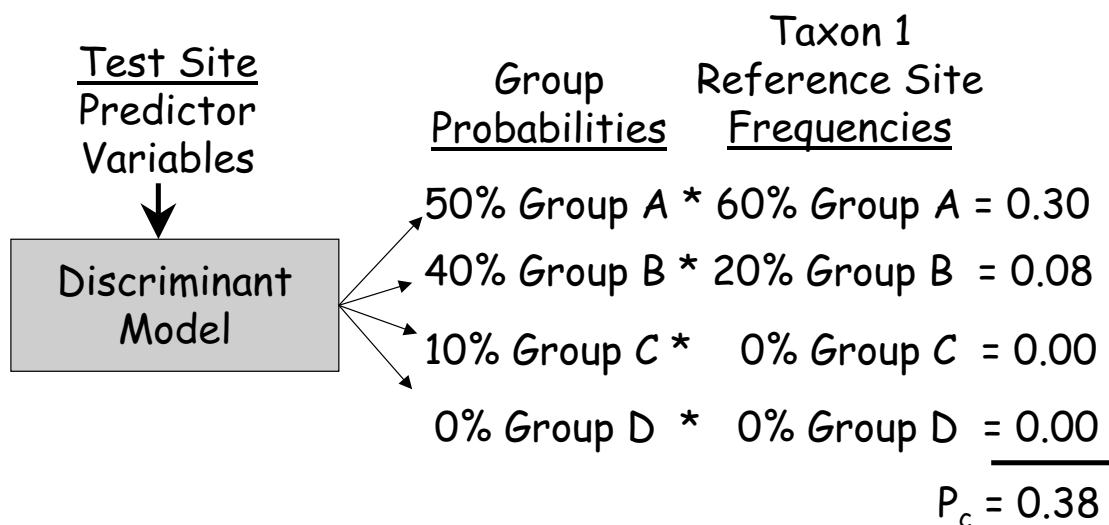 Test Site
Predictor
Variables
Discriminant
Model
Group
Probabilities
Taxon 1
Reference Site
Frequencies
50% Group A * 60% Group A = 0.30
40% Group B * 20% Group B = 0.08
10% Group C * 0% Group C = 0.00
0% Group D * 0% Group D = 0.00
Pc = 0.38